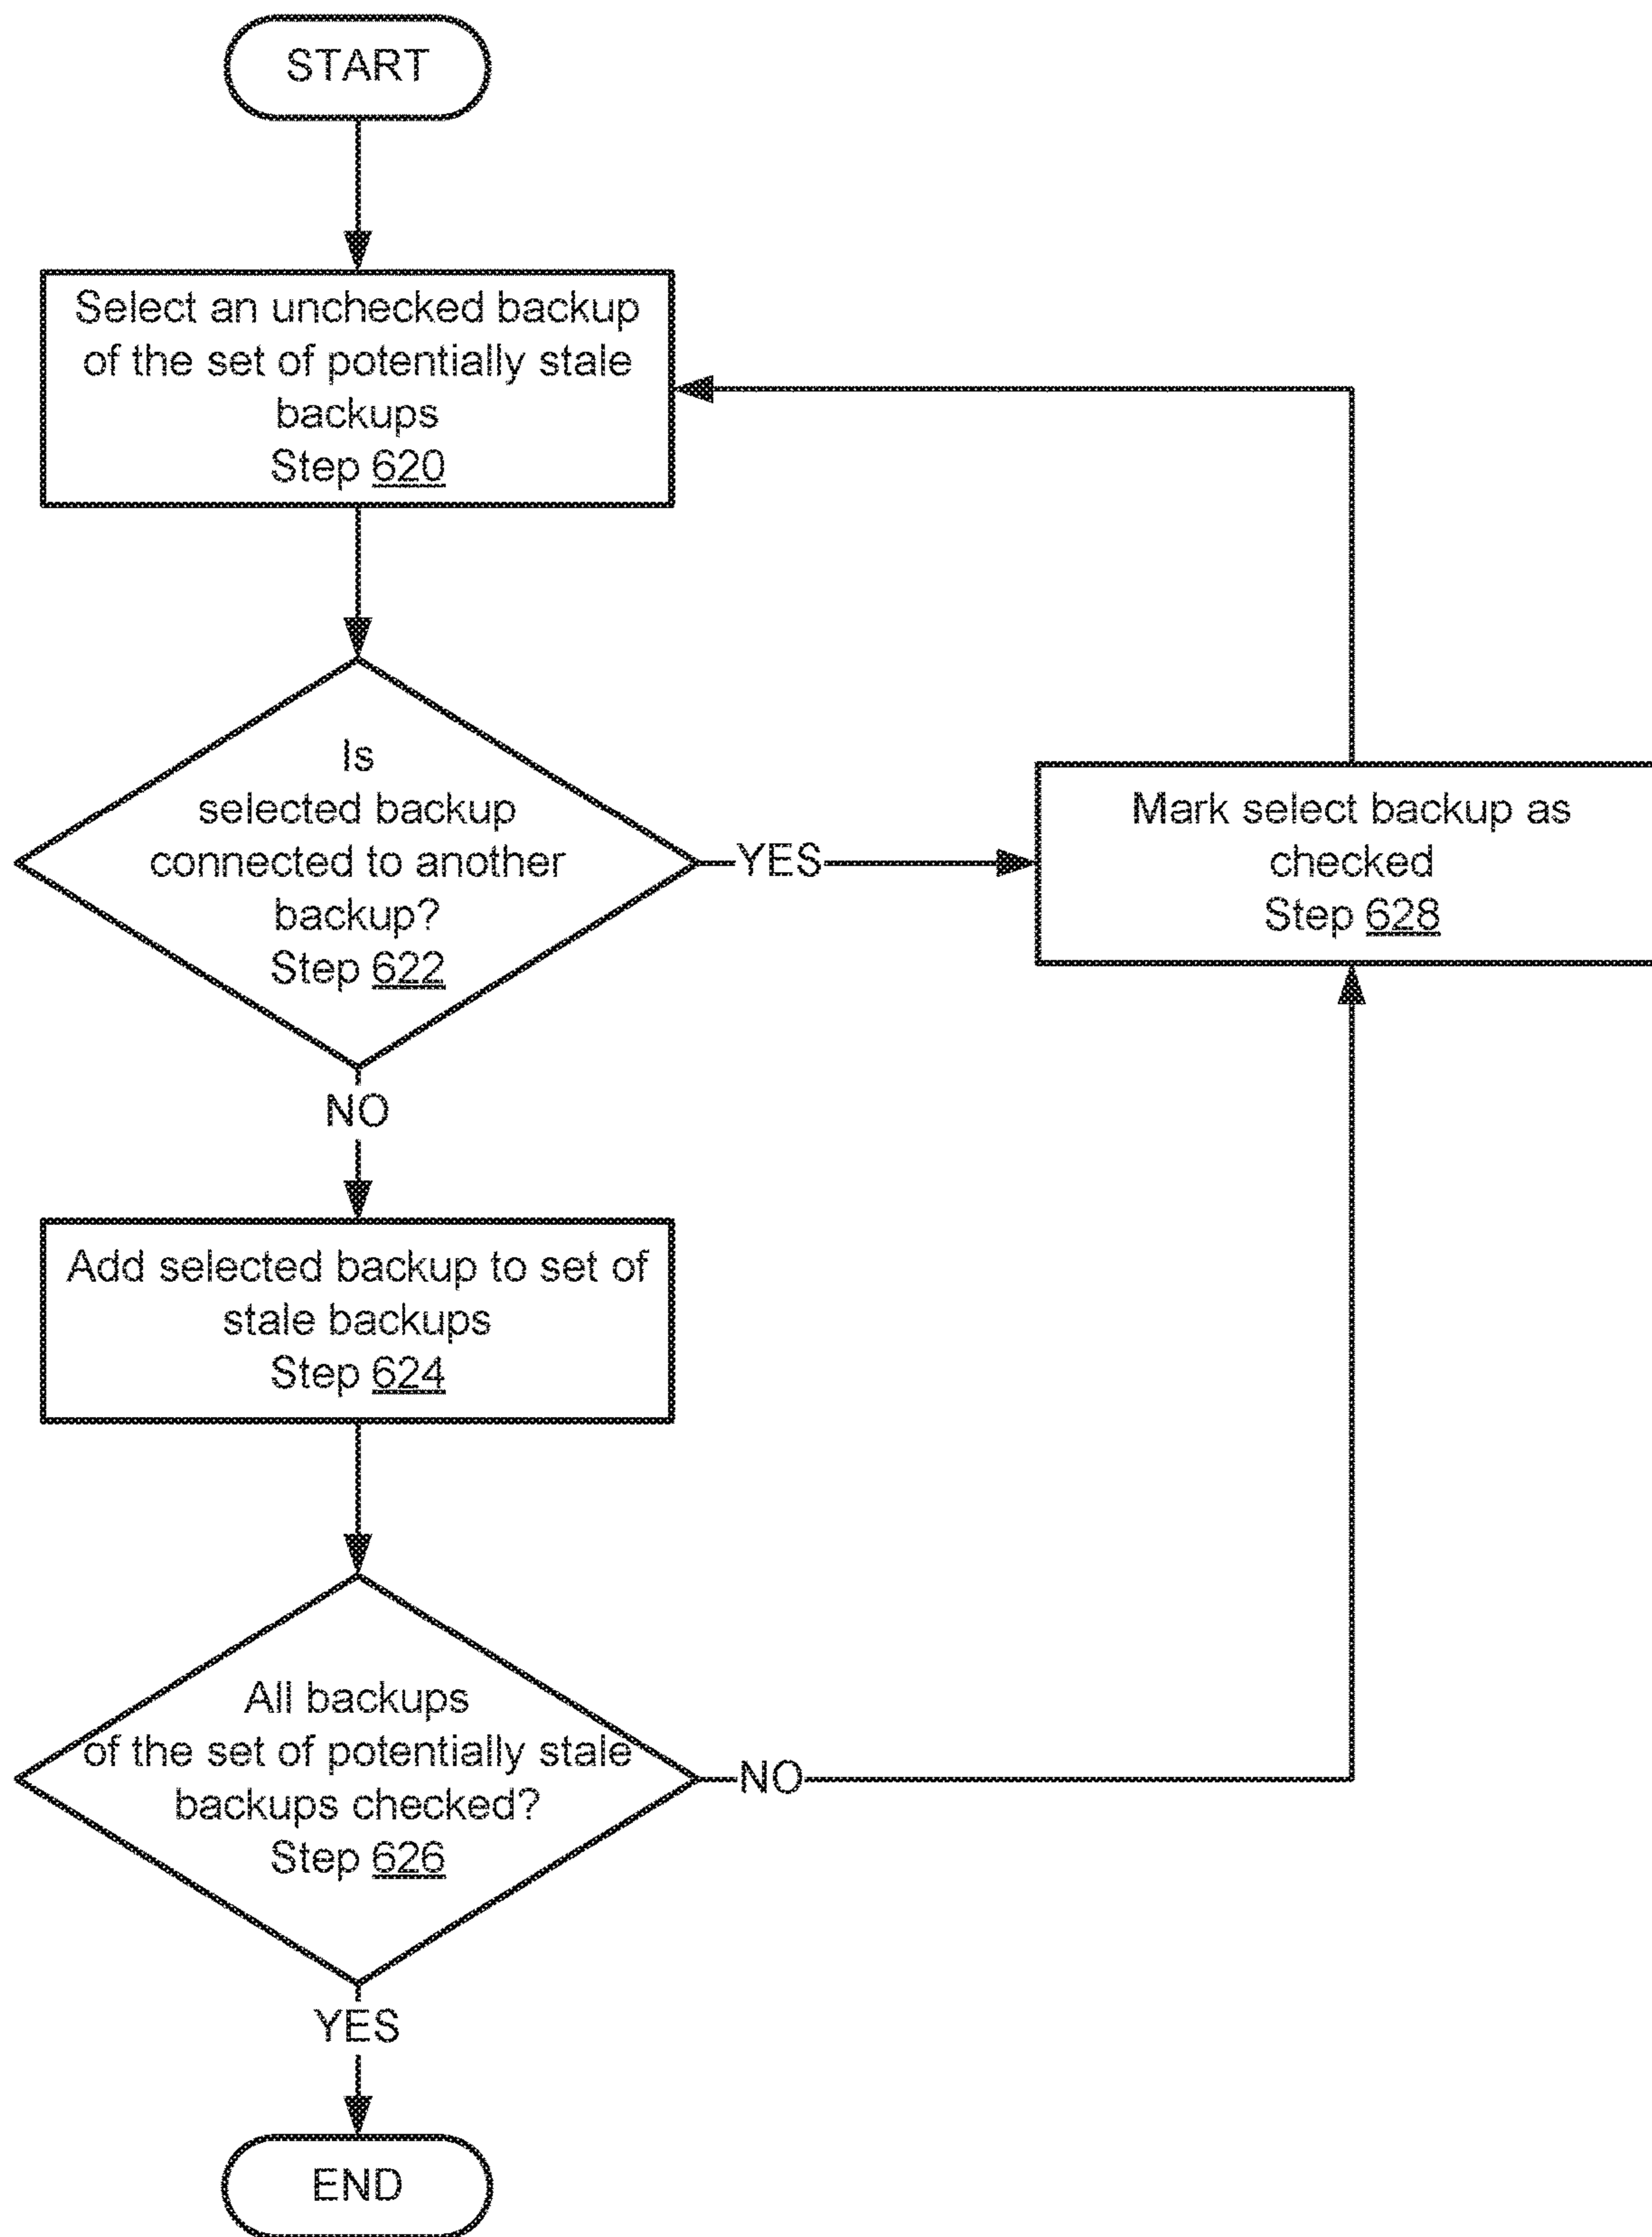 START
Select an unchecked backup
of the set of potentially stale
backups
Step 620
Is
selected backup
connected to another
backup?
Step 622
YES
Mark select backup as
checked
Step 628
NO
Add selected backup to set of
stale backups
Step 624
All backups
of the set of potentially stale
backups checked?
Step 626
NO
YES
END